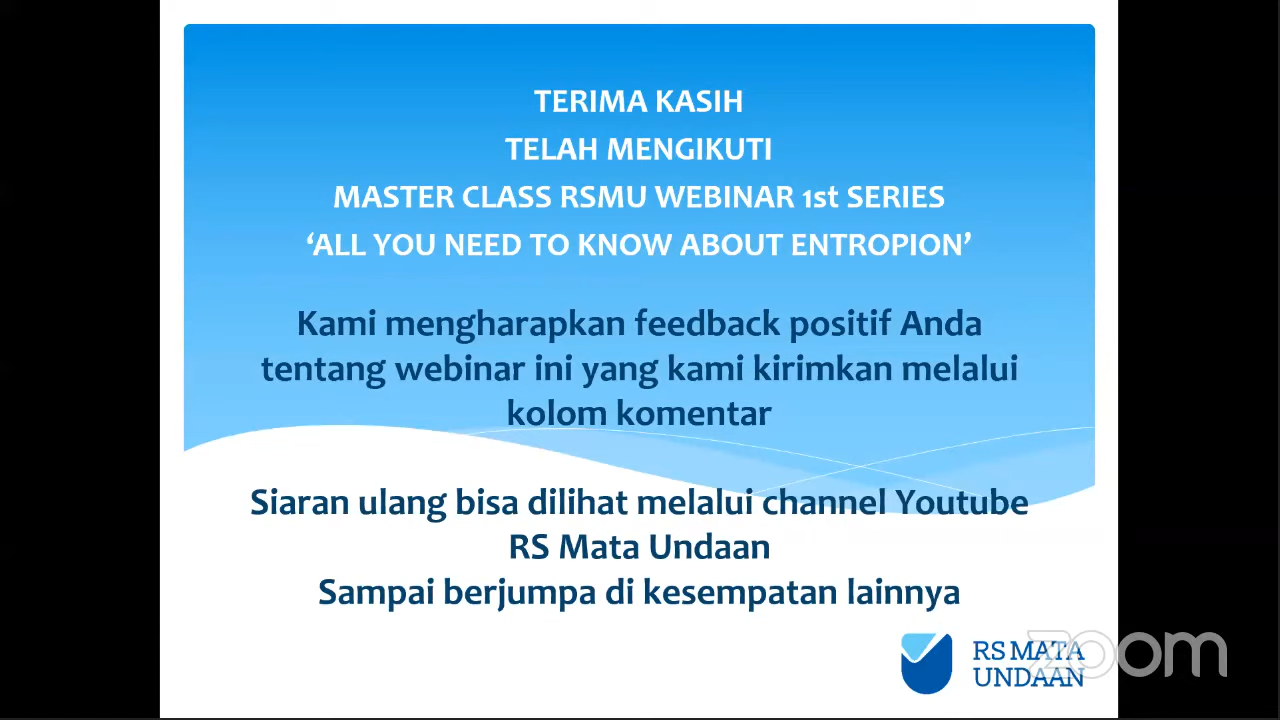 TERIMA KASIH
TELAH MENGIKUTI
MASTER CLASS RSMU WEBINAR 1st SERIES
‘ALL YOU NEED TO KNOW ABOUT ENTROPION’
Kami mengharapkan feedback positif Anda
tentang webinar ini yang kami kirimkan melalui
kolom komentar
Siaran ulang bisa dilihat melalui channel Youtube
RS Mata Undaan
Sampai berjumpa di kesempatan lainnya
RS MATA
UNDAAN
zoom